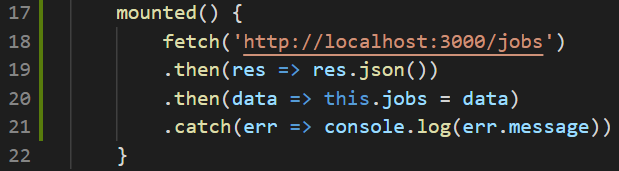 17 mounted() {
18 fetch('http://localhost:3000/jobs')
19 .then(res => res.json())
20 .then(data => this.jobs = data)
21 .catch(err => console.log(err.message))
22 }